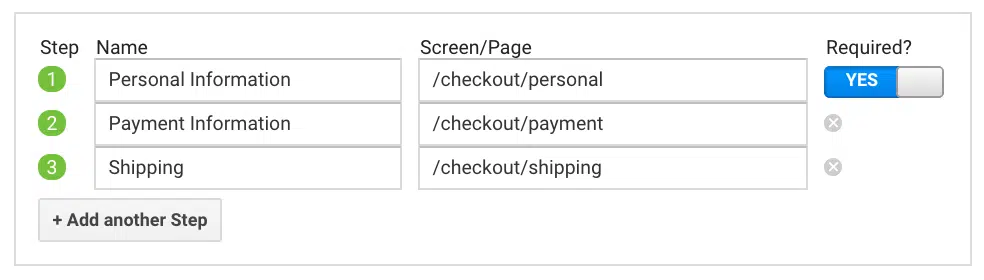 Step Name Screen/Page Required?
1 Personal Information /checkout/personal YES
2 Payment Information /checkout/payment
3 Shipping /checkout/shipping
+ Add another Step